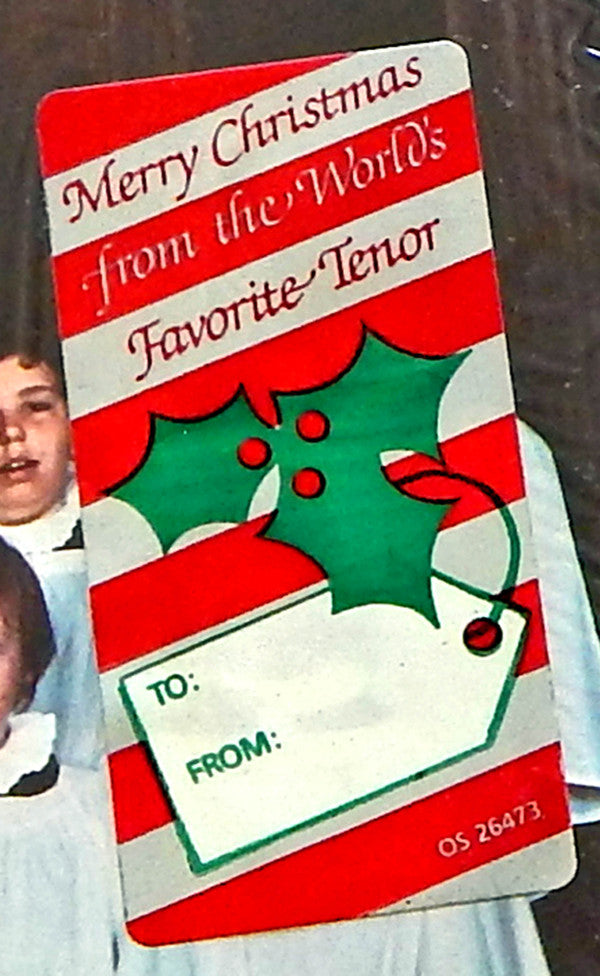 Merry Christmas
from the World's
Favorite Tenor
TO:
FROM:
OS 26473